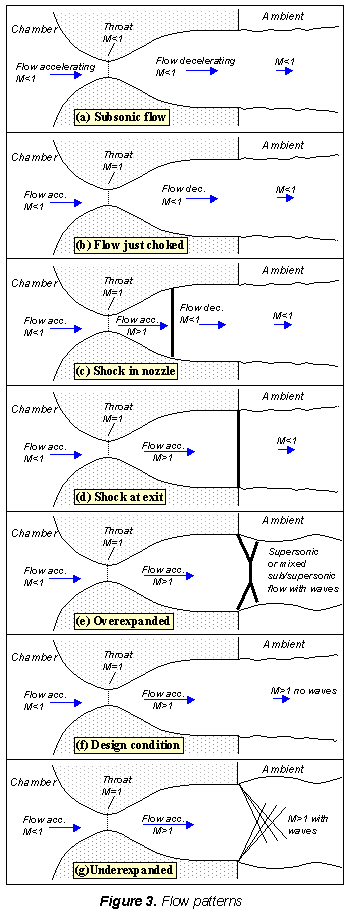 Chamber Throat Ambient
M<1
Flow accelerating Flow decelerating M<1
M<1 M<1
(a) Subsonic flow
Chamber Throat Ambient
M=1
Flow acc. Flow dec. M<1
M<1 M<1
(b) Flow just choked
Chamber Throat Ambient
M=1
Flow dec.
Flow acc. Flow acc. M<1 M<1
M<1 M>1
(c) Shock in nozzle
Chamber Throat Ambient
M=1
Flow acc. Flow acc. M<1
M<1 M>1
(d) Shock at exit
Chamber Throat Ambient
M=1
Supersonic
or mixed
Flow acc. Flow acc. sub/supersonic
M<1 M>1 flow with waves
(e) Overexpanded
Chamber Throat Ambient
M=1
Flow acc. Flow acc. M>1 no waves
M<1 M>1
(f) Design condition
Chamber Throat Ambient
M=1
Flow acc. Flow acc. M>1 with
M<1 M>1 waves
(g)Underexpanded
Figure 3. Flow patterns